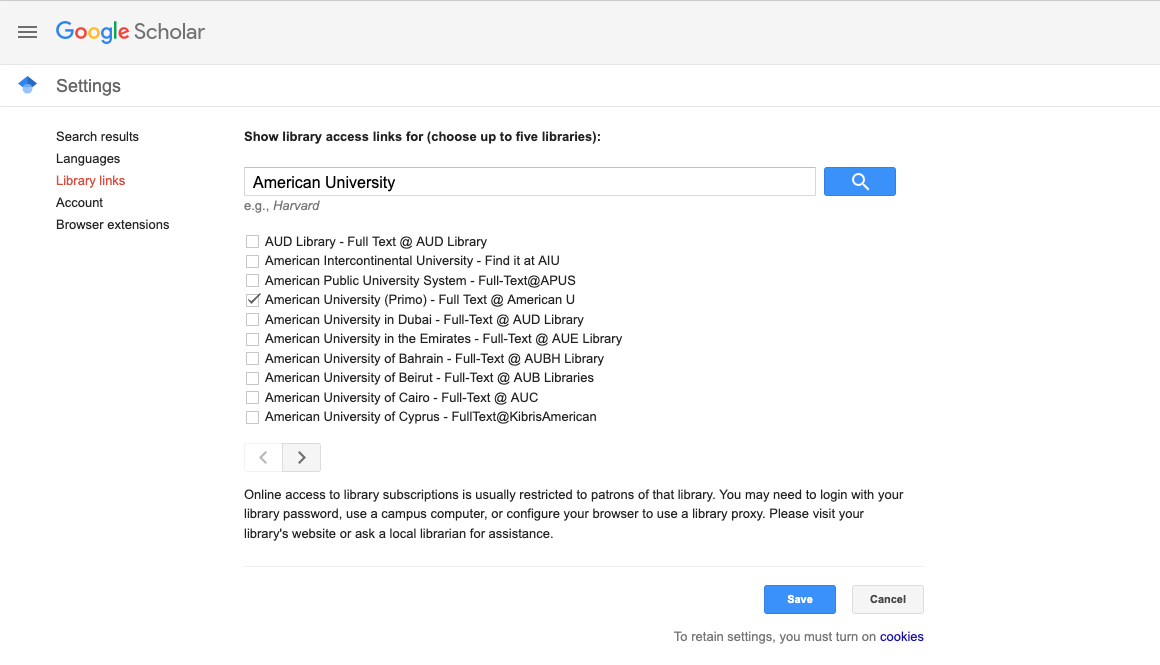 Google Scholar
Settings
Search results
Languages
Library links
Account
Browser extensions
Show library access links for (choose up to five libraries):
American University
e.g., Harvard
AUD Library - Full Text @ AUD Library
American Intercontinental University - Find it at AIU
American Public University System - Full-Text@APUS
American University (Primo) - Full Text @ American U
American University in Dubai - Full-Text @ AUD Library
American University in the Emirates - Full-Text @ AUE Library
American University of Bahrain - Full-Text @ AUBH Library
American University of Beirut - Full-Text @ AUB Libraries
American University of Cairo - Full-Text @ AUC
American University of Cyprus - FullText@KibrisAmerican
Online access to library subscriptions is usually restricted to patrons of that library. You may need to login with your
library password, use a campus computer, or configure your browser to use a library proxy. Please visit your
library's website or ask a local librarian for assistance.
Save Cancel
To retain settings, you must turn on cookies